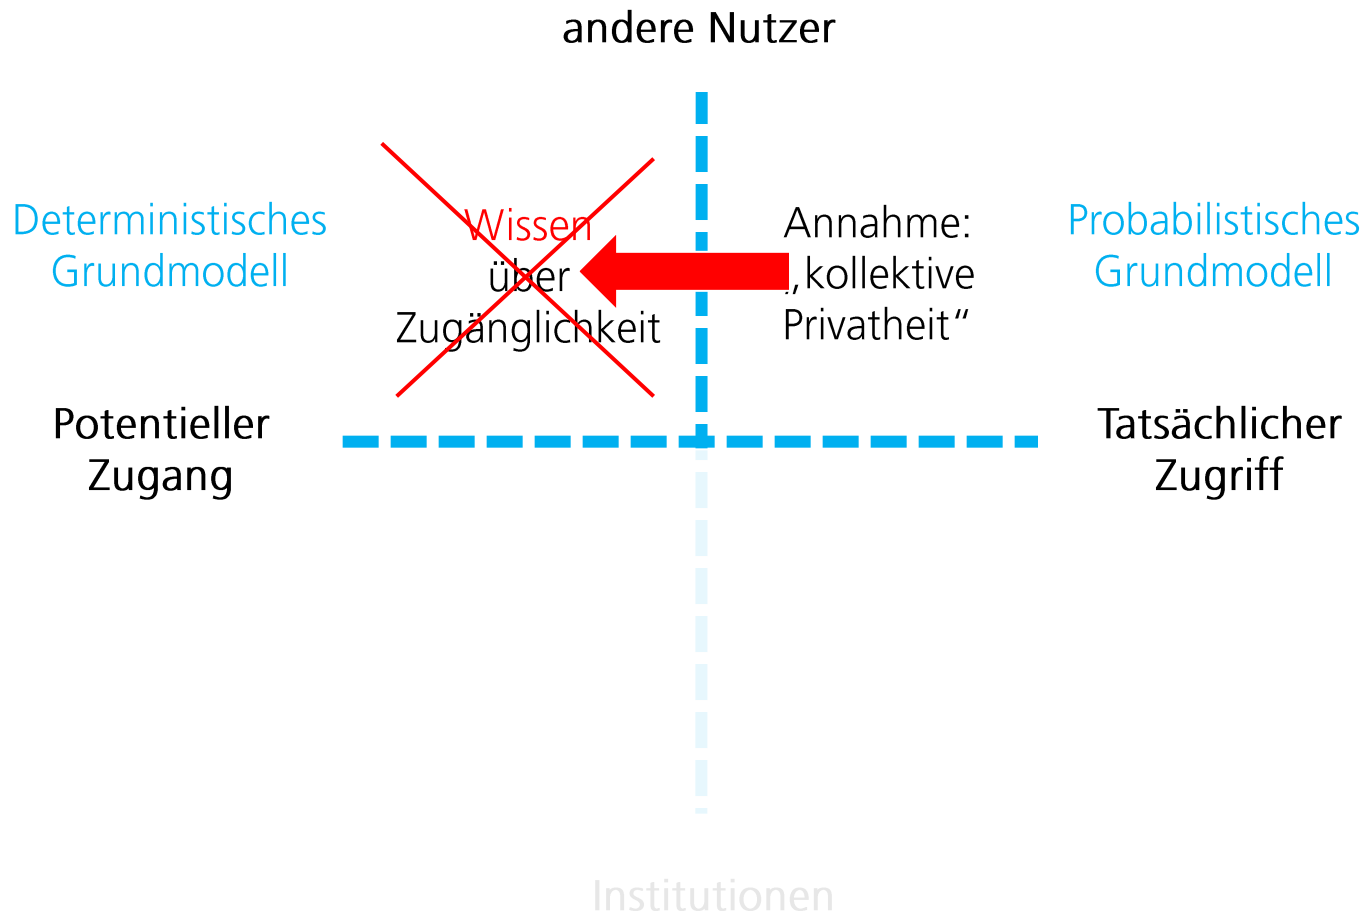 andere Nutzer
Deterministisches
Grundmodell
Wissen
über
Zugänglichkeit
Annahme:
„kollektive
Privatheit“
Probabilistisches
Grundmodell
Potentieller
Zugang
Tatsächlicher
Zugriff
Institutionen